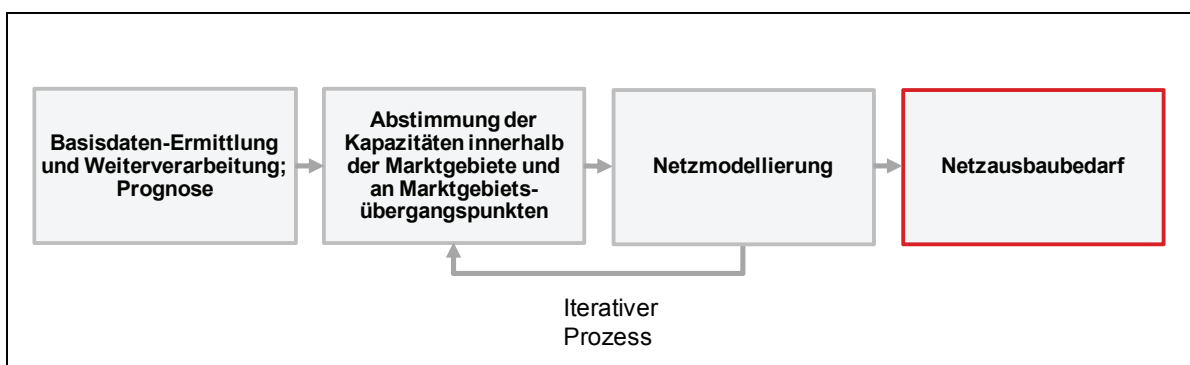 Basisdaten-Ermittlung
und Weiterverarbeitung;
Prognose
Abstimmung der
Kapazitäten innerhalb
der Marktgebiete und
an Marktgebiets-
übergangspunkten
Netzmodellierung
Netzausbaubedarf
Iterativer
Prozess